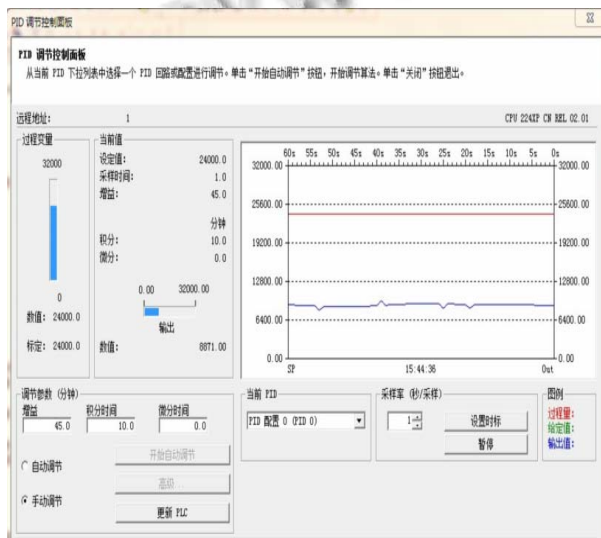 PID 调节控制面板
PID 调节控制面板
从当前 PID 下拉列表中选择一个 PID 回路或配置进行调节。单击“开始自动调节”按钮，开始调节算法。单击“关闭”按钮退出。
远程地址： 1 CPU 224XP CN REL 02.01
过程变量
32000
0
数值： 24000.0
标定： 24000.0
当前值
设定值： 24000.0
采样时间： 1.0
增益： 45.0
分钟
积分： 10.0
微分： 0.0
0.00 32000.00
输出
数值： 8871.00
60s 55s 50s 45s 40s 35s 30s 25s 20s 15s 10s 5s 0s
32000.00 32000.00
25600.00 25600.00
19200.00 19200.00
12800.00 12800.00
6400.00 6400.00
0.00 0.00
SP 15:44:36 Out
调节参数 (分钟)
增益 积分时间 微分时间
45.0 10.0 0.0
自动调节
手动调节
开始自动调节
高级...
更新 PLC
当前 PID
PID 配置 0 (PID 0)
采样率 (秒/采样)
1
设置时标
暂停
图例
过程量：
给定值：
输出值：